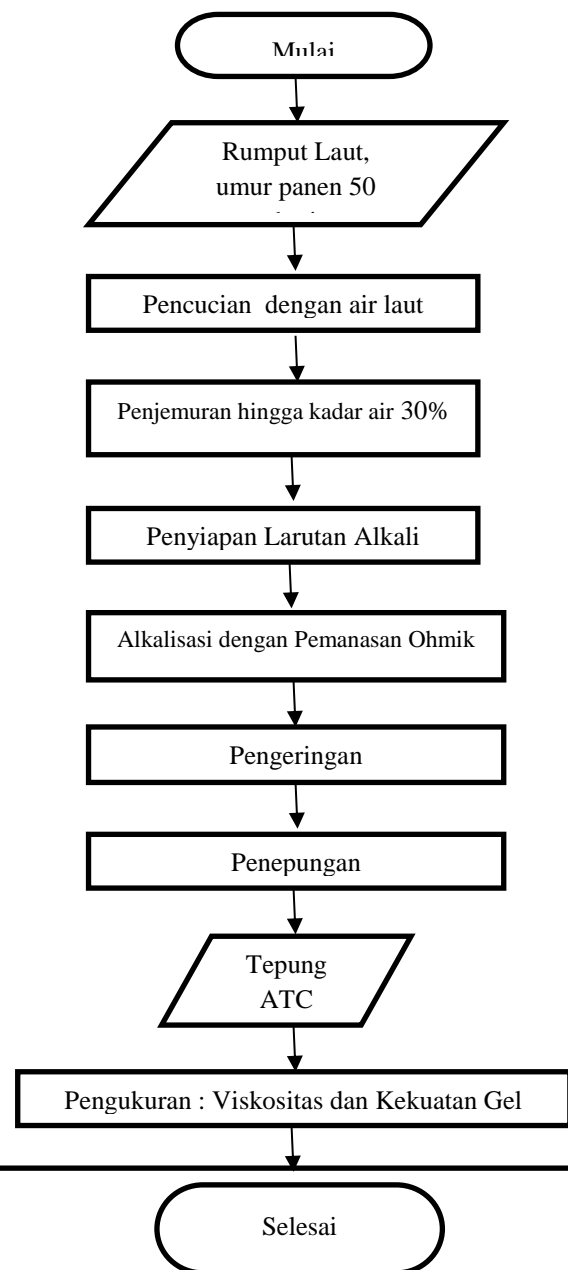 Mulai
Rumput Laut,
umur panen 50
Pencucian dengan air laut
Penjemuran hingga kadar air 30%
Penyiapan Larutan Alkali
Alkalisasi dengan Pemanasan Ohmik
Pengeringan
Penepungan
Tepung
ATC
Pengukuran : Viskositas dan Kekuatan Gel
Selesai